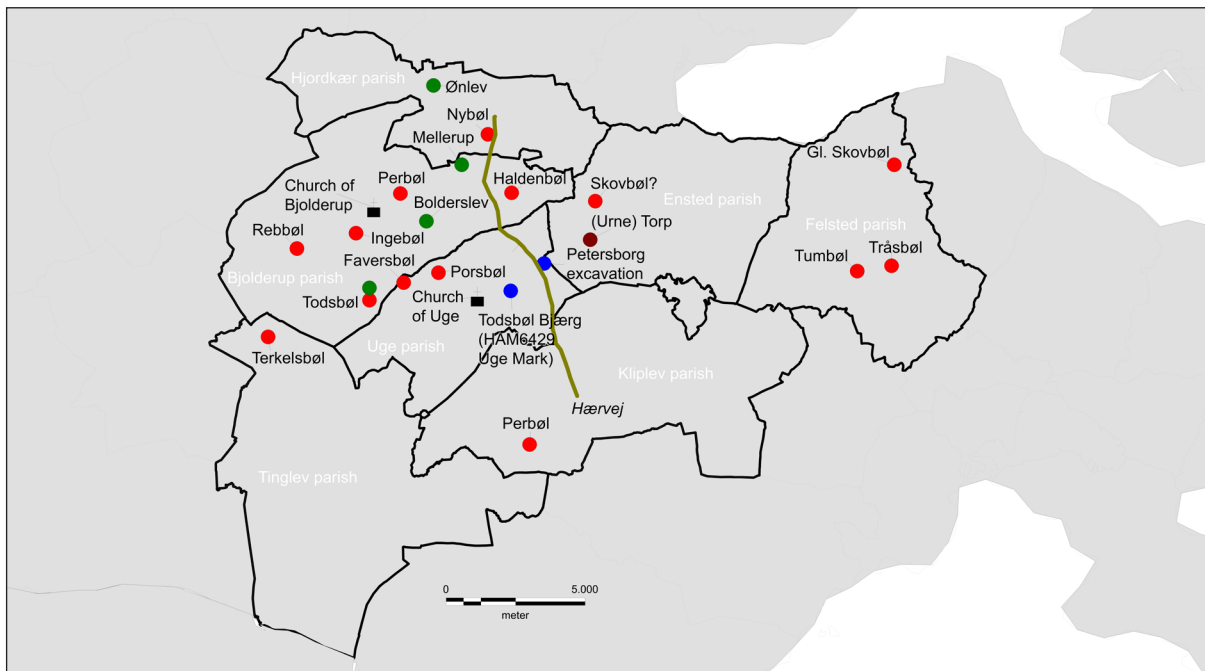 Hjordkær parish
Ønlev
Nybøl
Mellerup
Gl. Skovbøl
Perbøl
Haldenbøl
Skovbøl?
Church of
Bjolderup
Bolderslev
Ensted parish
(Urne) Torp
Felsted parish
Rebbøl
Ingebøl
Petersborg
excavation
Tumbøl
Tråsbøl
Faversbøl
Bjolderup parish
Porsbøl
Todsbøl
Church
of Uge
Todsbøl Bjærg
(HAM6429
Uge Mark)
Uge parish
Terkelsbøl
Kliplev parish
Hærvej
Perbøl
Tinglev parish
0
5.000
meter